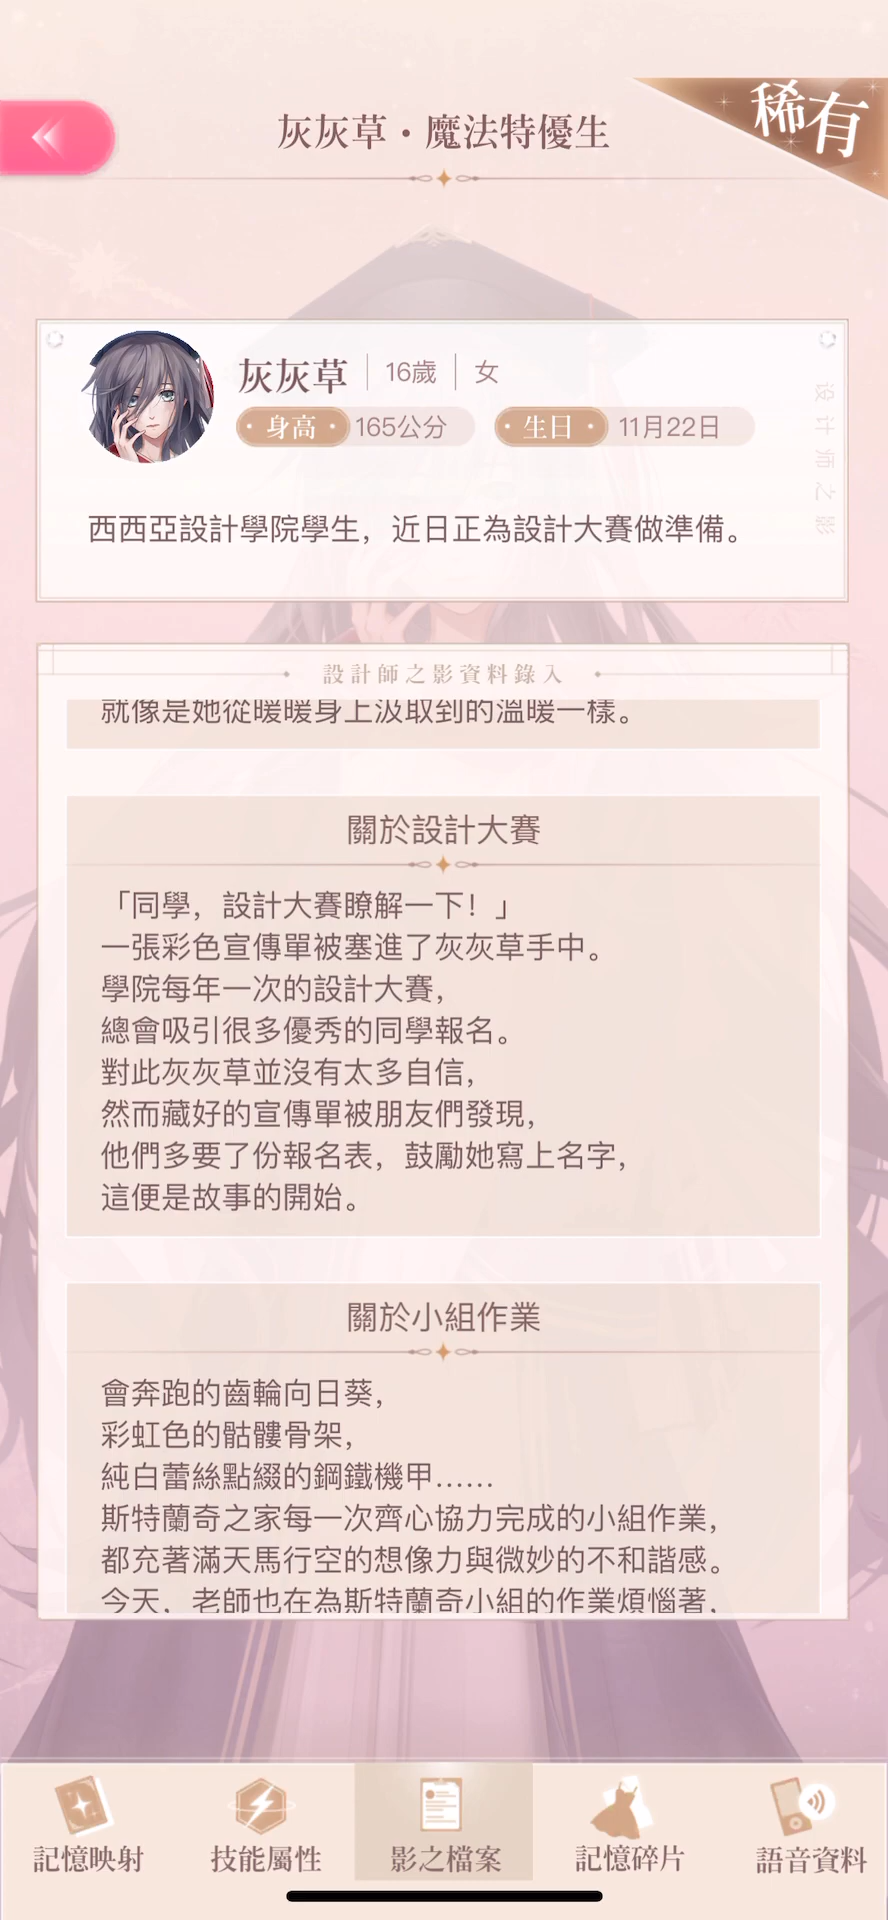 灰灰草・魔法特優生
稀有
灰灰草 16歲 女
身高 165公分 生日 11月22日
设计师之影
西西亞設計學院學生，近日正為設計大賽做準備。
設計師之影資料錄入
就像是她從暖暖身上汲取到的溫暖一樣。
關於設計大賽
「同學，設計大賽瞭解一下！」
一張彩色宣傳單被塞進了灰灰草手中。
學院每年一次的設計大賽，
總會吸引很多優秀的同學報名。
對此灰灰草並沒有太多自信，
然而藏好的宣傳單被朋友們發現，
他們多要了份報名表，鼓勵她寫上名字，
這便是故事的開始。
關於小組作業
會奔跑的齒輪向日葵，
彩虹色的骷髏骨架，
純白蕾絲點綴的鋼鐵機甲……
斯特蘭奇之家每一次齊心協力完成的小組作業，
都充著滿天馬行空的想像力與微妙的不和諧感。
今天，老師也在為斯特蘭奇小組的作業煩惱著，
記憶映射
技能屬性
影之檔案
記憶碎片
語音資料